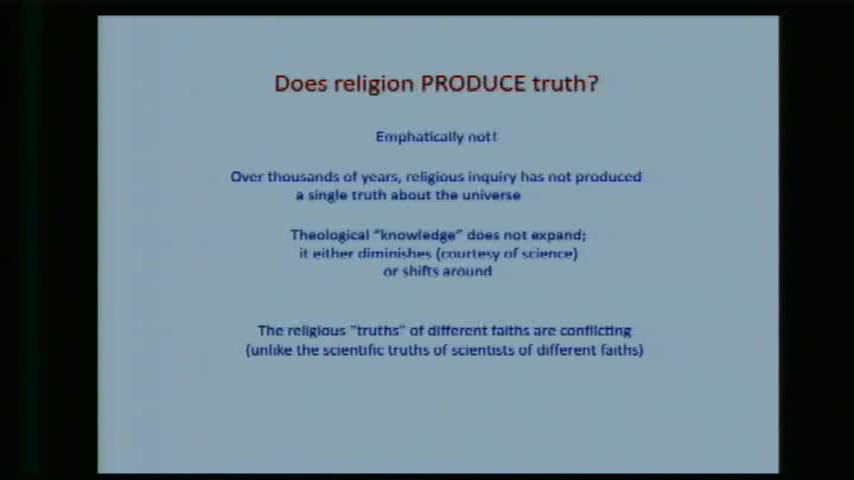 Does religion PRODUCE truth?
Emphatically not!
Over thousands of years, religious inquiry has not produced
a single truth about the universe
Theological "knowledge" does not expand;
it either diminishes (courtesy of science)
or shifts around
The religious "truths" of different faiths are conflicting
(unlike the scientific truths of scientists of different faiths)